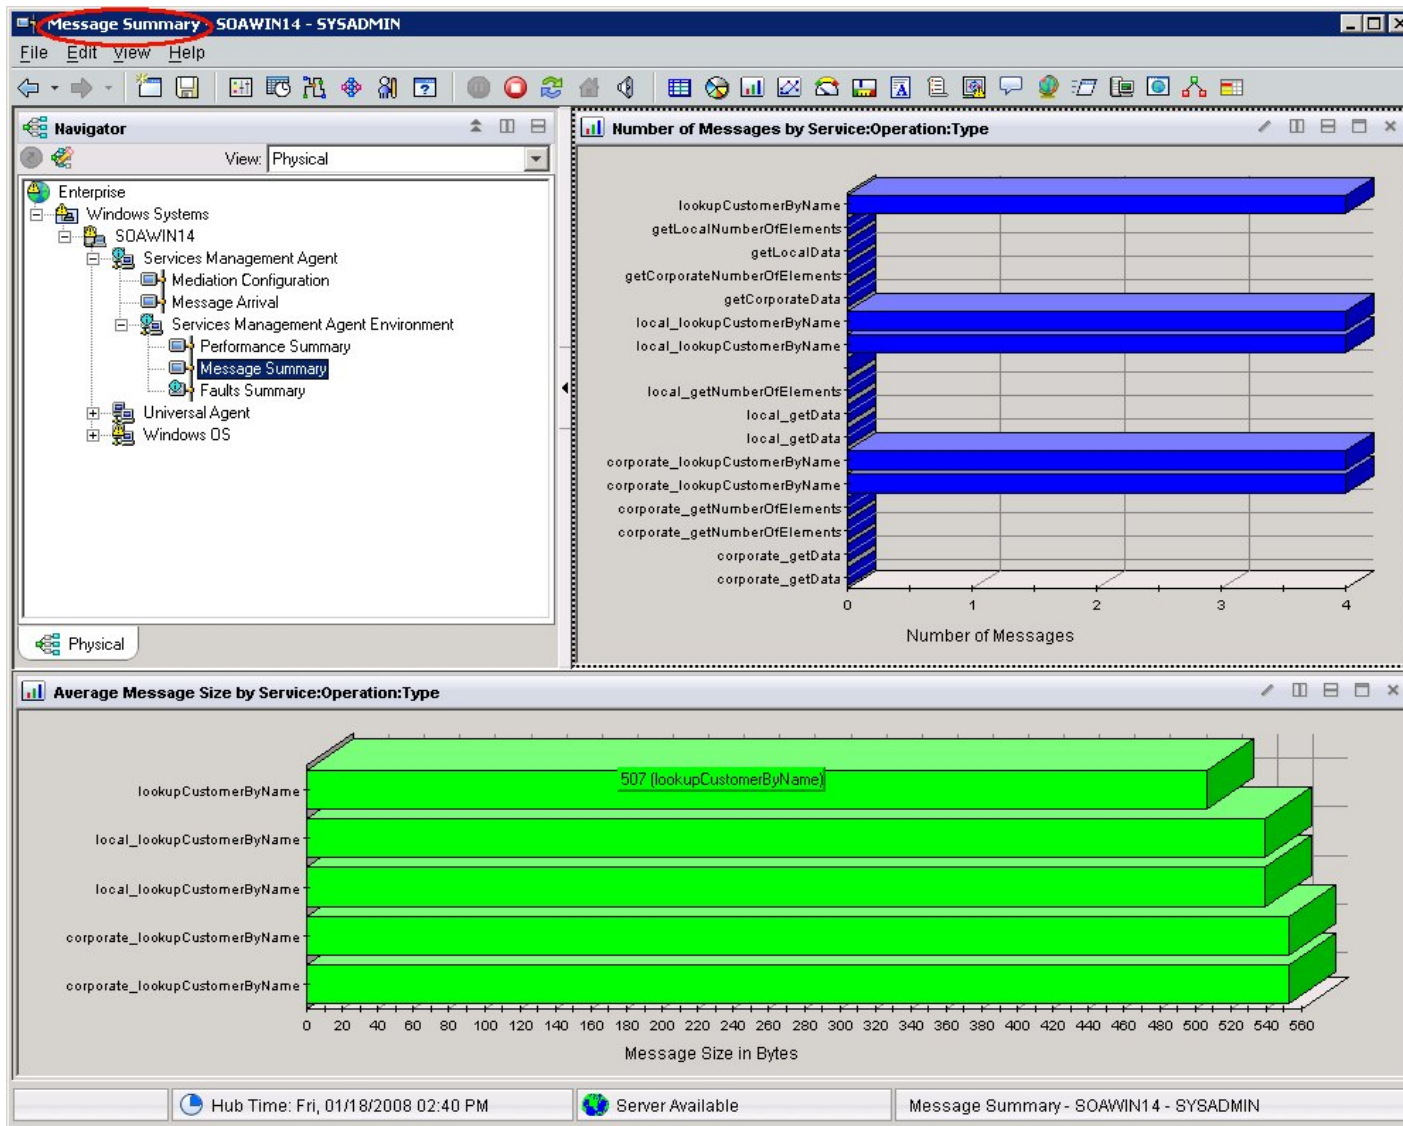 Message Summary - SOAWIN14 - SYSADMIN
File Edit View Help
Navigator
View: Physical
Enterprise
Windows Systems
SOAWIN14
Services Management Agent
Mediation Configuration
Message Arrival
Services Management Agent Environment
Performance Summary
Message Summary
Faults Summary
Universal Agent
Windows OS
Physical
Number of Messages by Service:Operation:Type
lookupCustomerByName
getLocalNumberOfElements
getLocalData
getCorporateNumberOfElements
getCorporateData
local_lookupCustomerByName
local_lookupCustomerByName
local_getNumberOfElements
local_getData
local_getData
corporate_lookupCustomerByName
corporate_lookupCustomerByName
corporate_getNumberOfElements
corporate_getNumberOfElements
corporate_getData
corporate_getData
0 1 2 3 4
Number of Messages
Average Message Size by Service:Operation:Type
507 (lookupCustomerByName)
lookupCustomerByName
local_lookupCustomerByName
local_lookupCustomerByName
corporate_lookupCustomerByName
corporate_lookupCustomerByName
0 20 40 60 80 100 120 140 160 180 200 220 240 260 280 300 320 340 360 380 400 420 440 460 480 500 520 540 560
Message Size in Bytes
Hub Time: Fri, 01/18/2008 02:40 PM
Server Available
Message Summary - SOAWIN14 - SYSADMIN